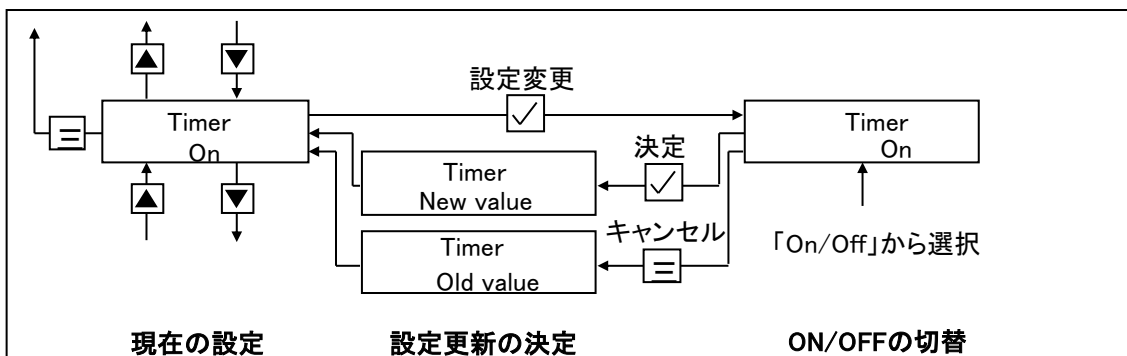 設定変更
Timer
On
Timer
On
決定
Timer
New value
キャンセル
Timer
Old value
「On/Off」から選択
現在の設定
設定更新の決定
ON/OFFの切替